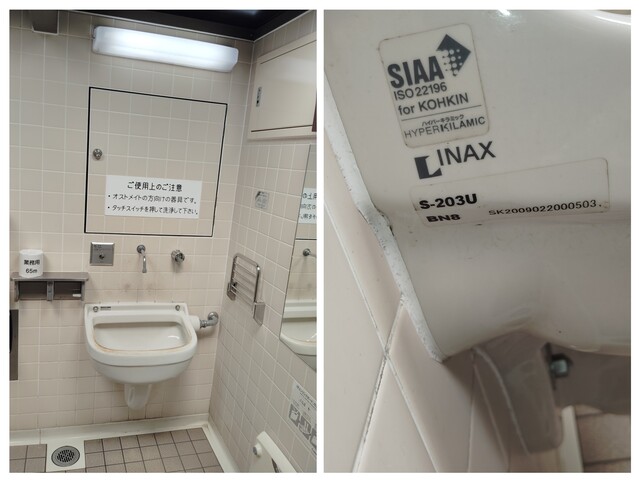 ご使用上のご注意
・オストメイトの方向けの器具です。
・タッチスイッチを押して洗浄して下さい。
業務用
65m
SIAA
ISO 22196
for KOHKIN
ハイパーキラミック
HYPERKILAMIC
INAX
S-203U
BN8 SK2009022000503